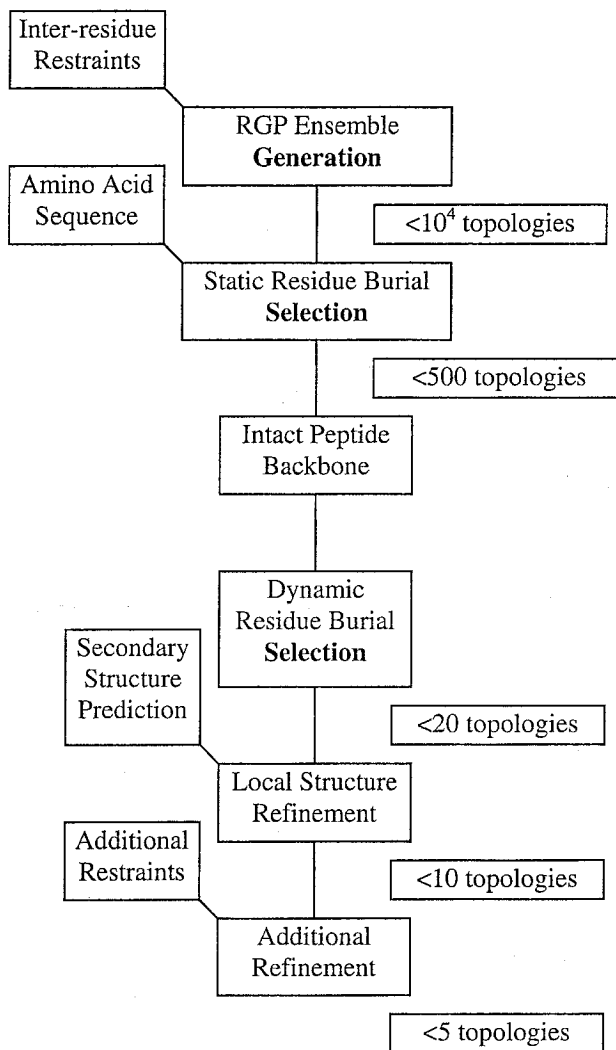 Inter-residue
Restraints
RGP Ensemble
Generation
Amino Acid
Sequence
<10⁴ topologies
Static Residue Burial
Selection
<500 topologies
Intact Peptide
Backbone
Dynamic
Residue Burial
Selection
Secondary
Structure
Prediction
<20 topologies
Local Structure
Refinement
Additional
Restraints
<10 topologies
Additional
Refinement
<5 topologies